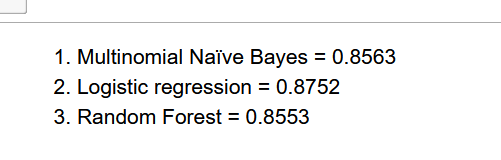 1. Multinomial Naïve Bayes = 0.8563
2. Logistic regression = 0.8752
3. Random Forest = 0.8553